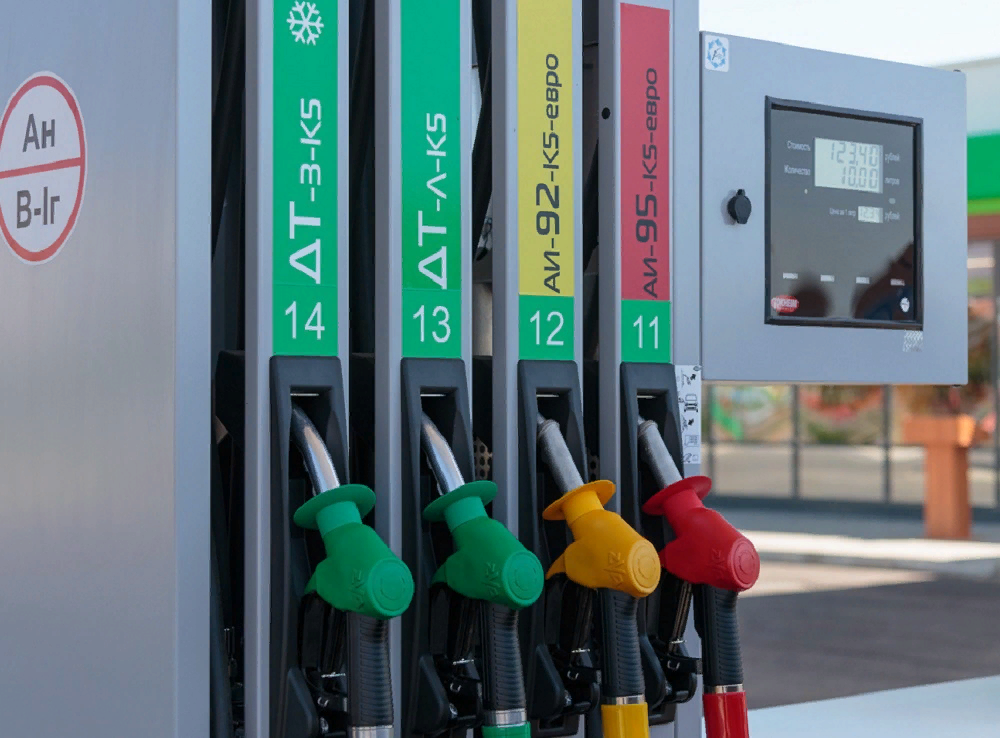 Ан
В-Iг
ДТ-З-К5
14
ДТ-Л-К5
13
АИ-92-К5-евро
12
АИ-95-К5-евро
11
Стоимость 123,40 рублей
Количество 10,00 литров
Цена за 1 литр рублей